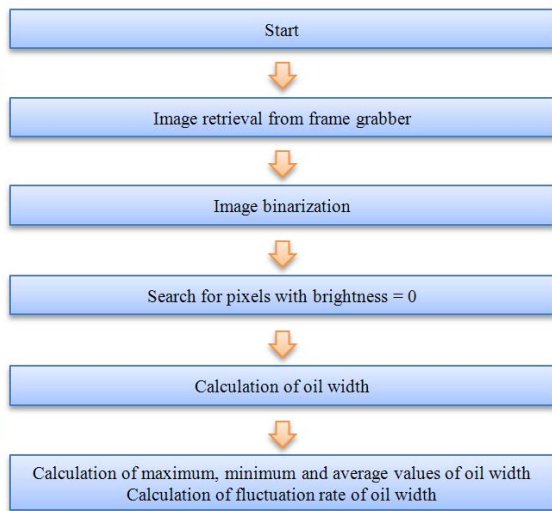 Start
Image retrieval from frame grabber
Image binarization
Search for pixels with brightness = 0
Calculation of oil width
Calculation of maximum, minimum and average values of oil width
Calculation of fluctuation rate of oil width